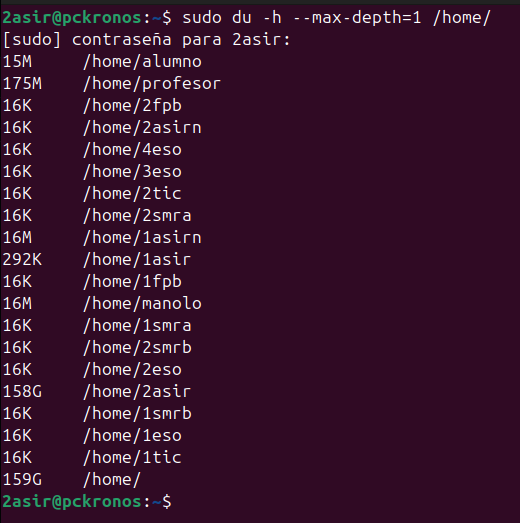 2asir@pckronos:~$ sudo du -h --max-depth=1 /home/
[sudo] contraseña para 2asir:
15M /home/alumno
175M /home/profesor
16K /home/2fpb
16K /home/2asirn
16K /home/4eso
16K /home/3eso
16K /home/2tic
16K /home/2smra
16M /home/1asirn
292K /home/1asir
16K /home/1fpb
16M /home/manolo
16K /home/1smra
16K /home/2smrb
16K /home/2eso
158G /home/2asir
16K /home/1smrb
16K /home/1eso
16K /home/1tic
159G /home/
2asir@pckronos:~$